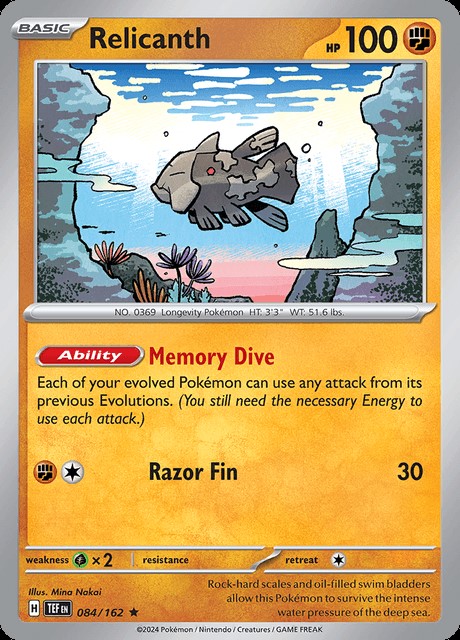 BASIC
Relicanth
HP 100
NO. 0369 Longevity Pokémon HT: 3'3" WT: 51.6 lbs.
Ability Memory Dive
Each of your evolved Pokémon can use any attack from its
previous Evolutions. (You still need the necessary Energy to
use each attack.)
Razor Fin 30
weakness ×2 resistance retreat
Illus. Mina Nakai
Rock-hard scales and oil-filled swim bladders
allow this Pokémon to survive the intense
water pressure of the deep sea.
H TEF EN 084/162 ★
©2024 Pokémon / Nintendo / Creatures / GAME FREAK